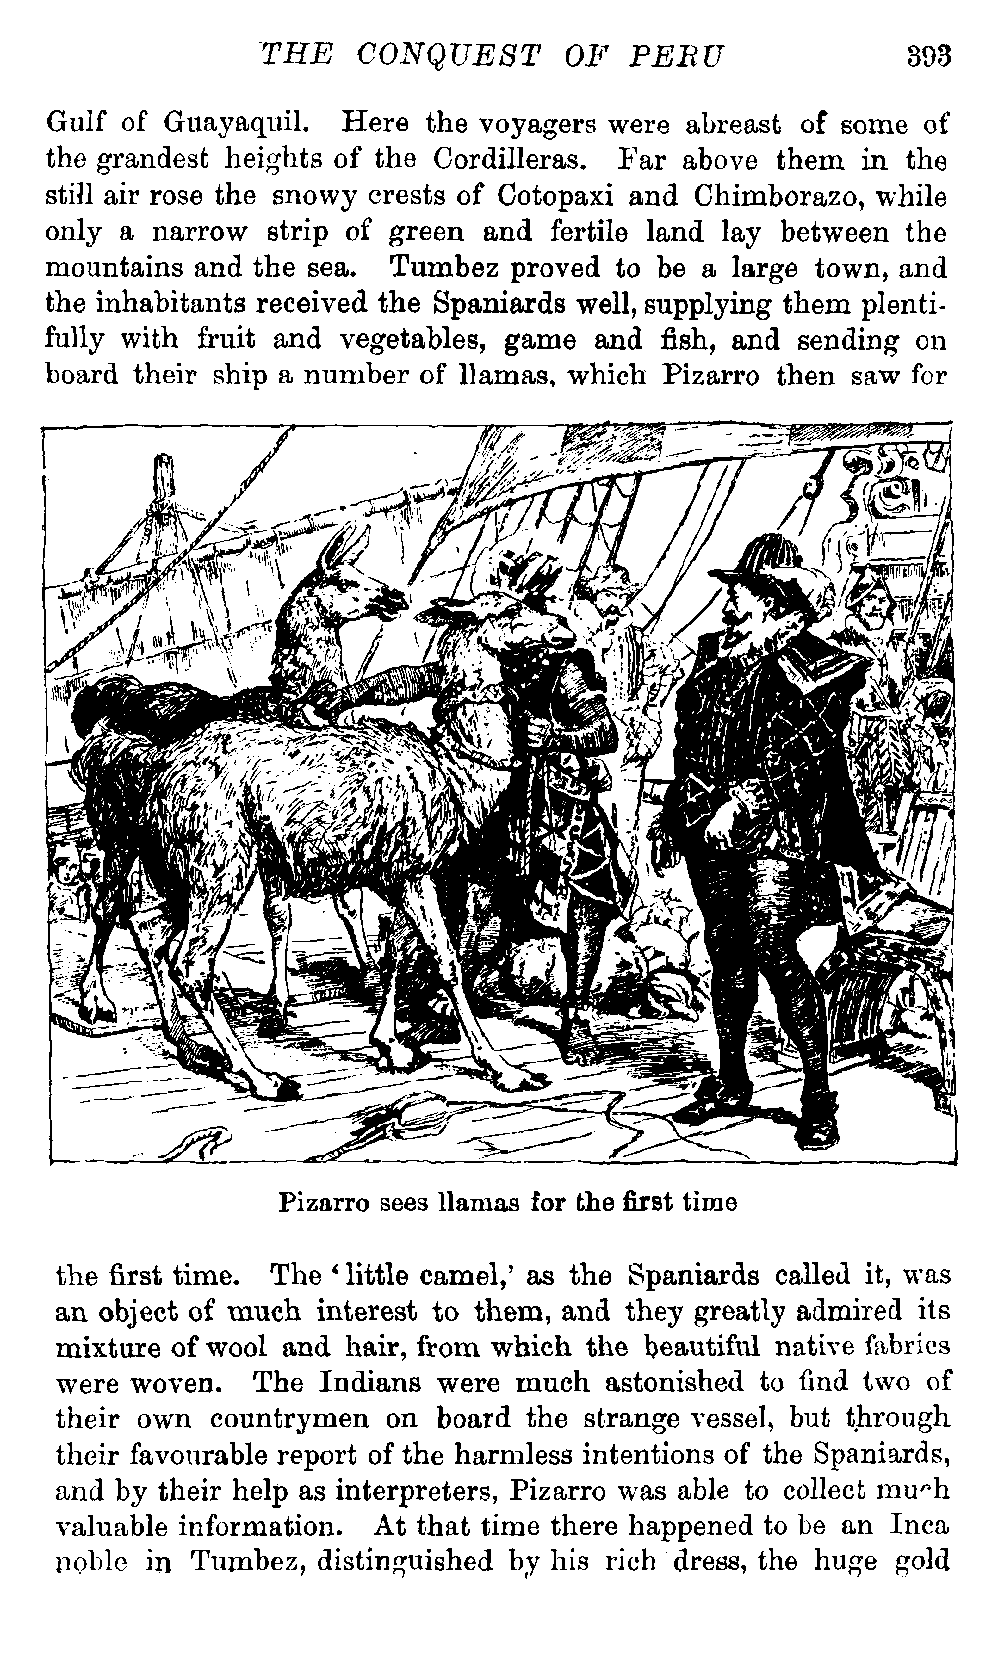 THE CONQUEST OF PERU 393
Gulf of Guayaquil. Here the voyagers were abreast of some of
the grandest heights of the Cordilleras. Far above them in the
still air rose the snowy crests of Cotopaxi and Chimborazo, while
only a narrow strip of green and fertile land lay between the
mountains and the sea. Tumbez proved to be a large town, and
the inhabitants received the Spaniards well, supplying them plenti-
fully with fruit and vegetables, game and fish, and sending on
board their ship a number of llamas, which Pizarro then saw for
Pizarro sees llamas for the first time
the first time. The ‘little camel,’ as the Spaniards called it, was
an object of much interest to them, and they greatly admired its
mixture of wool and hair, from which the beautiful native fabrics
were woven. The Indians were much astonished to find two of
their own countrymen on board the strange vessel, but through
their favourable report of the harmless intentions of the Spaniards,
and by their help as interpreters, Pizarro was able to collect much
valuable information. At that time there happened to be an Inca
noble in Tumbez, distinguished by his rich dress, the huge gold